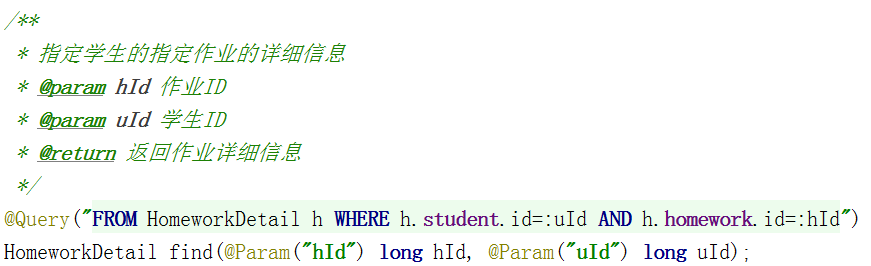 /**
 * 指定学生的指定作业的详细信息
 * @param hId 作业ID
 * @param uId 学生ID
 * @return 返回作业详细信息
 */
@Query("FROM HomeworkDetail h WHERE h.student.id=:uId AND h.homework.id=:hId")
HomeworkDetail find(@Param("hId") long hId, @Param("uId") long uId);